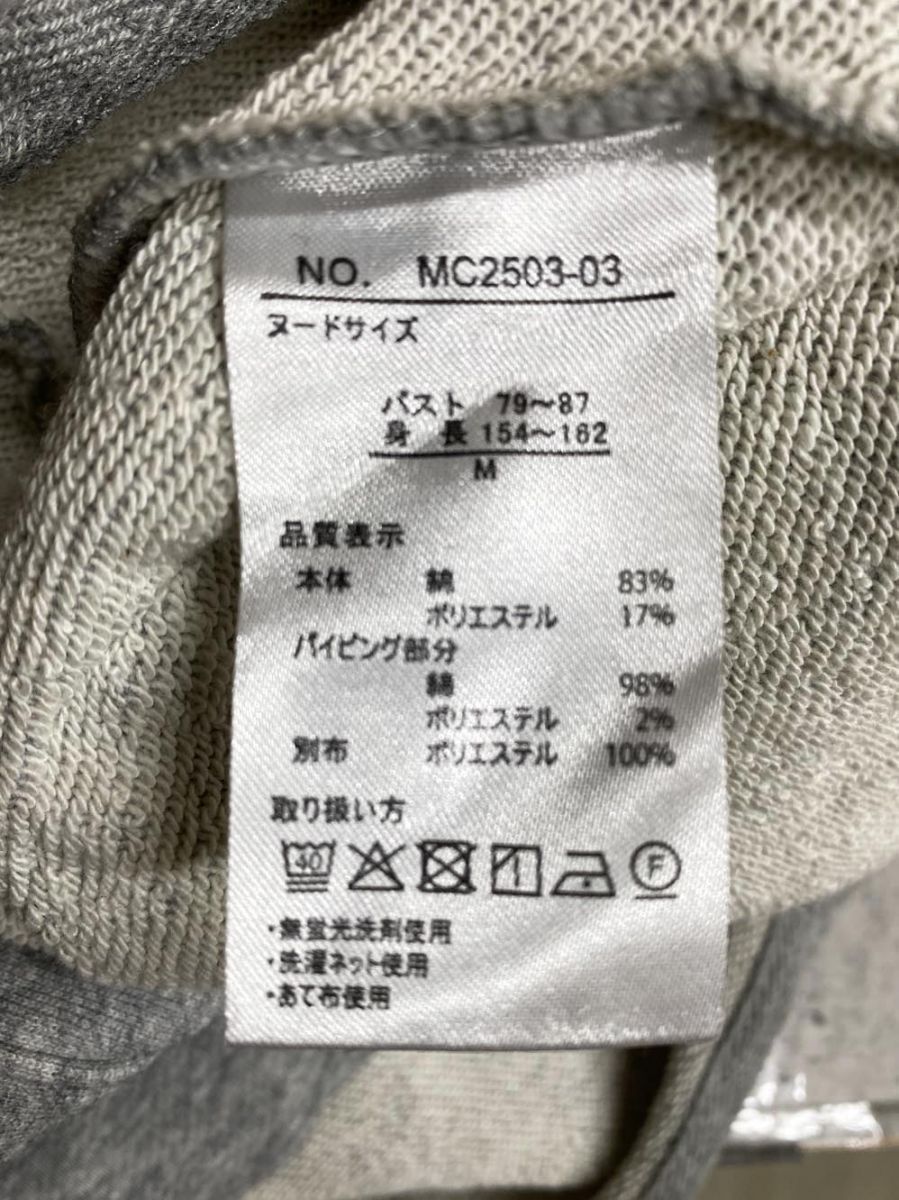 NO. MC2503-03
ヌードサイズ
バスト 79～87
身 長 154～162
M
品質表示
本体 綿 83%
ポリエステル 17%
パイピング部分
綿 98%
ポリエステル 2%
別布 ポリエステル 100%
取り扱い方
40 F
・無蛍光洗剤使用
・洗濯ネット使用
・あて布使用